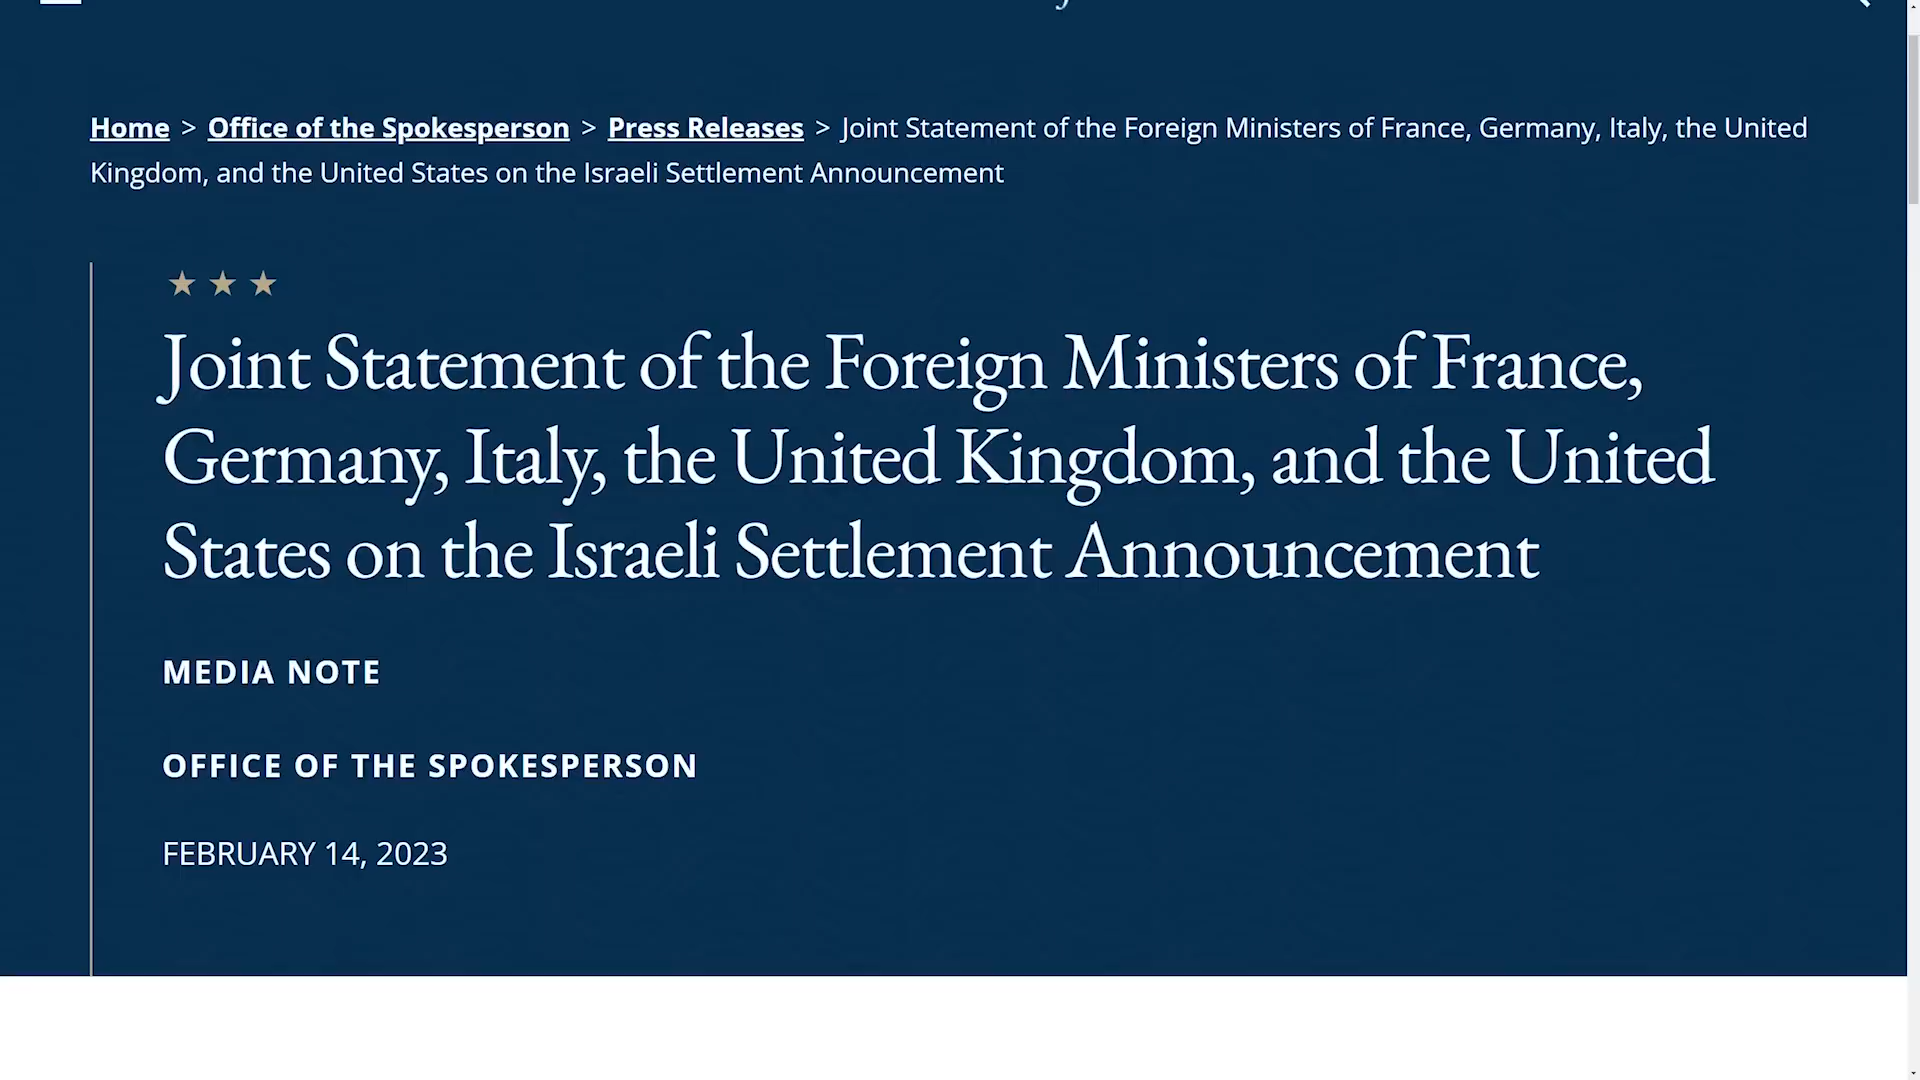 Home > Office of the Spokesperson > Press Releases > Joint Statement of the Foreign Ministers of France, Germany, Italy, the United
Kingdom, and the United States on the Israeli Settlement Announcement
Joint Statement of the Foreign Ministers of France,
Germany, Italy, the United Kingdom, and the United
States on the Israeli Settlement Announcement
MEDIA NOTE
OFFICE OF THE SPOKESPERSON
FEBRUARY 14, 2023